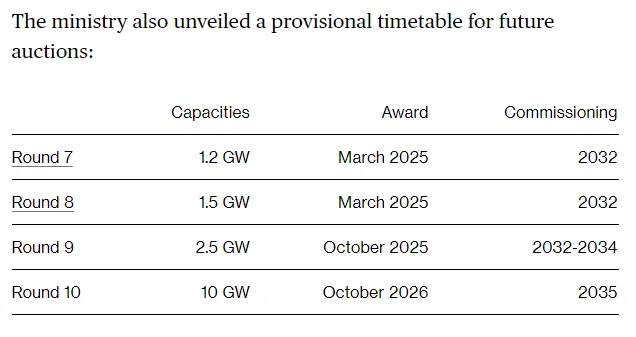 The ministry also unveiled a provisional timetable for future
auctions:
Capacities Award Commissioning
Round 7 1.2 GW March 2025 2032
Round 8 1.5 GW March 2025 2032
Round 9 2.5 GW October 2025 2032-2034
Round 10 10 GW October 2026 2035